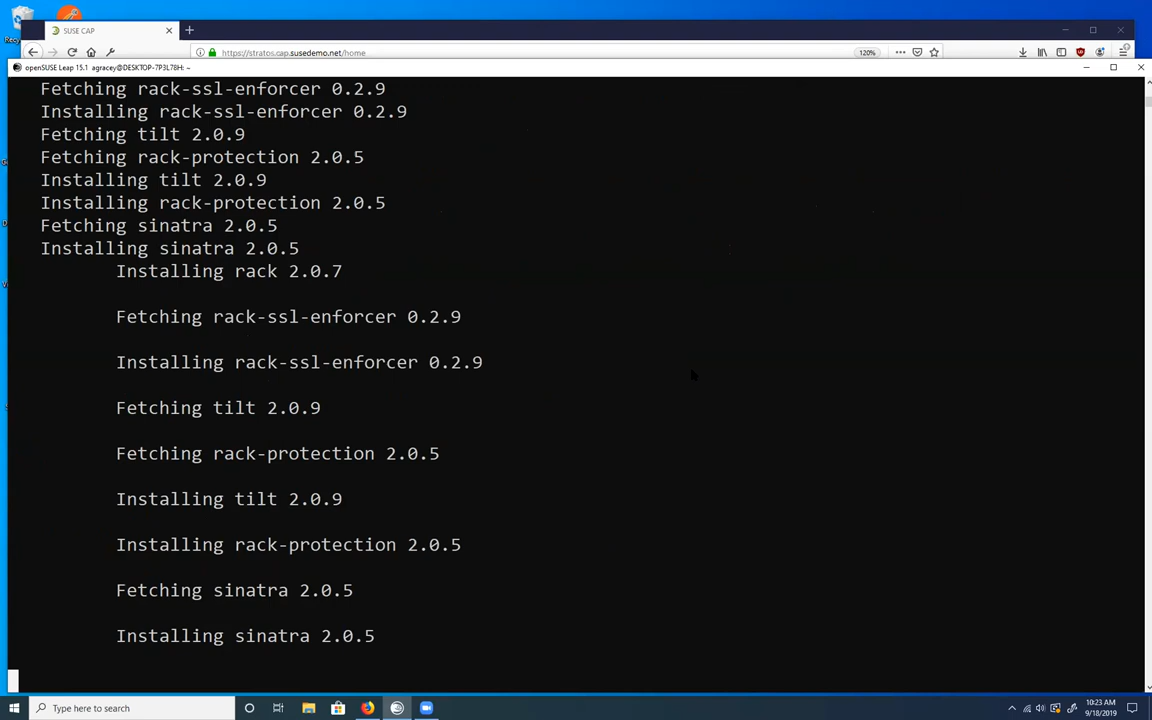 SUSE CAP
https://stratos.cap.susedemo.net/home
120%
openSUSE Leap 15.1 agracey@DESKTOP-7P3L78H: ~
Fetching rack-ssl-enforcer 0.2.9
Installing rack-ssl-enforcer 0.2.9
Fetching tilt 2.0.9
Fetching rack-protection 2.0.5
Installing tilt 2.0.9
Installing rack-protection 2.0.5
Fetching sinatra 2.0.5
Installing sinatra 2.0.5
Installing rack 2.0.7
Fetching rack-ssl-enforcer 0.2.9
Installing rack-ssl-enforcer 0.2.9
Fetching tilt 2.0.9
Fetching rack-protection 2.0.5
Installing tilt 2.0.9
Installing rack-protection 2.0.5
Fetching sinatra 2.0.5
Installing sinatra 2.0.5
Type here to search
10:23 AM
9/18/2019